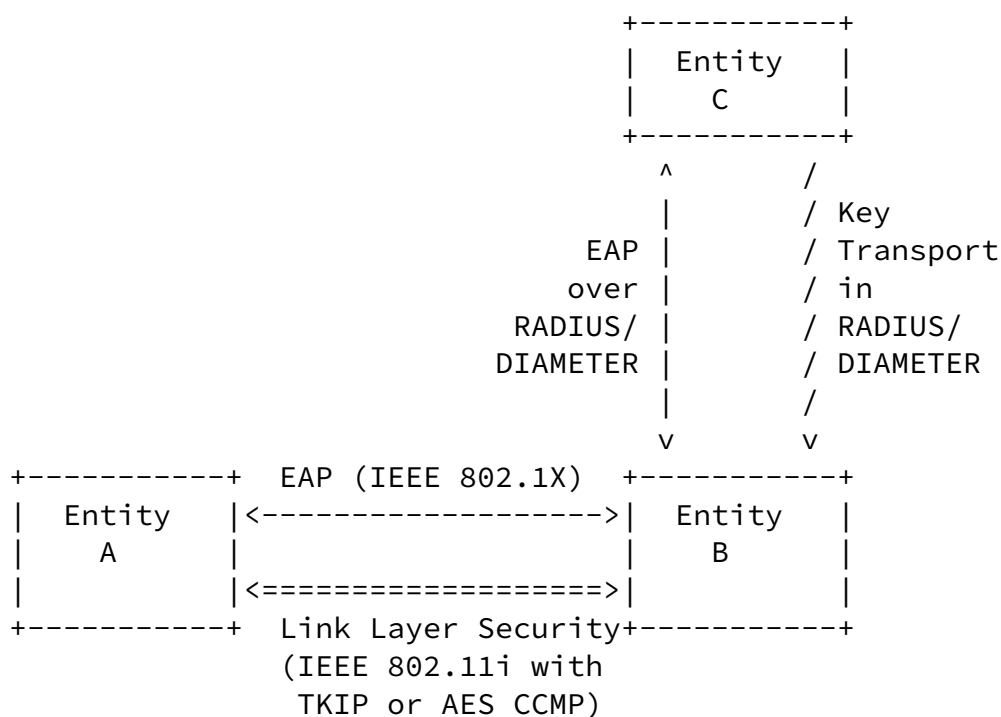 +-----------+
|  Entity   |
|     C     |
+-----------+
^       /
|       / Key
EAP |       / Transport
over |       / in
RADIUS/ |       / RADIUS/
DIAMETER |       / DIAMETER
|       /
v       v
+-----------+  EAP (IEEE 802.1X)  +-----------+
|  Entity   |<------------------->|  Entity   |
|    A      |                     |    B      |
|           |<===================>|           |
+-----------+  Link Layer Security+-----------+
(IEEE 802.11i with
TKIP or AES CCMP)